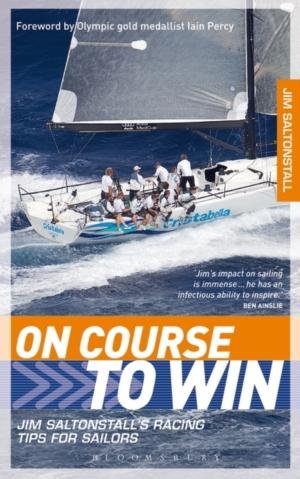 Foreword by Olympic gold medallist Iain Percy
JIM SALTONSTALL
Cristabella
'Jim's impact on sailing
is immense ... he has an
infectious ability to inspire.'
BEN AINSLIE
ON COURSE
TO WIN
JIM SALTONSTALL'S RACING
TIPS FOR SAILORS
BLOOMSBURY